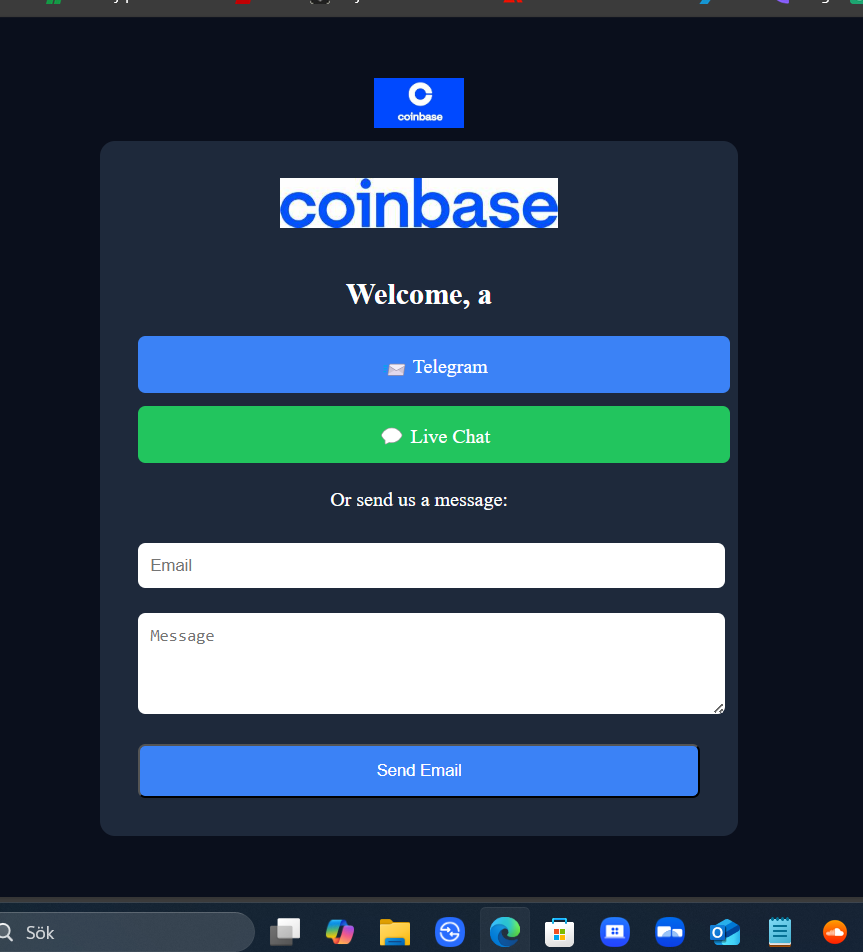 coinbase
coinbase
Welcome, a
Telegram
Live Chat
Or send us a message:
Email
Message
Send Email
Sök